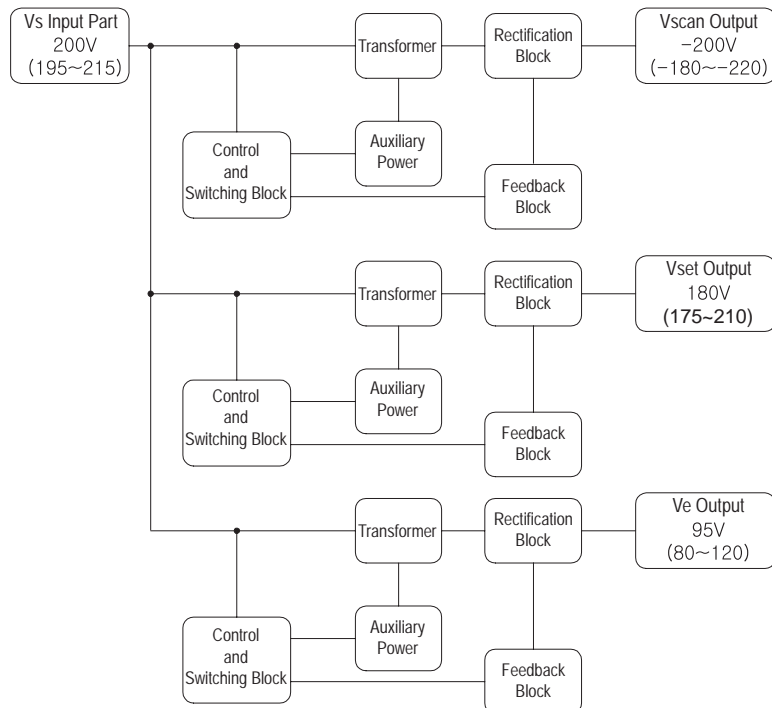 Vs Input Part
200V
(195~215)
Transformer
Rectification
Block
Vscan Output
-200V
(-180~-220)
Control
and
Switching Block
Auxiliary
Power
Feedback
Block
Transformer
Rectification
Block
Vset Output
180V
(175~210)
Control
and
Switching Block
Auxiliary
Power
Feedback
Block
Transformer
Rectification
Block
Ve Output
95V
(80~120)
Control
and
Switching Block
Auxiliary
Power
Feedback
Block